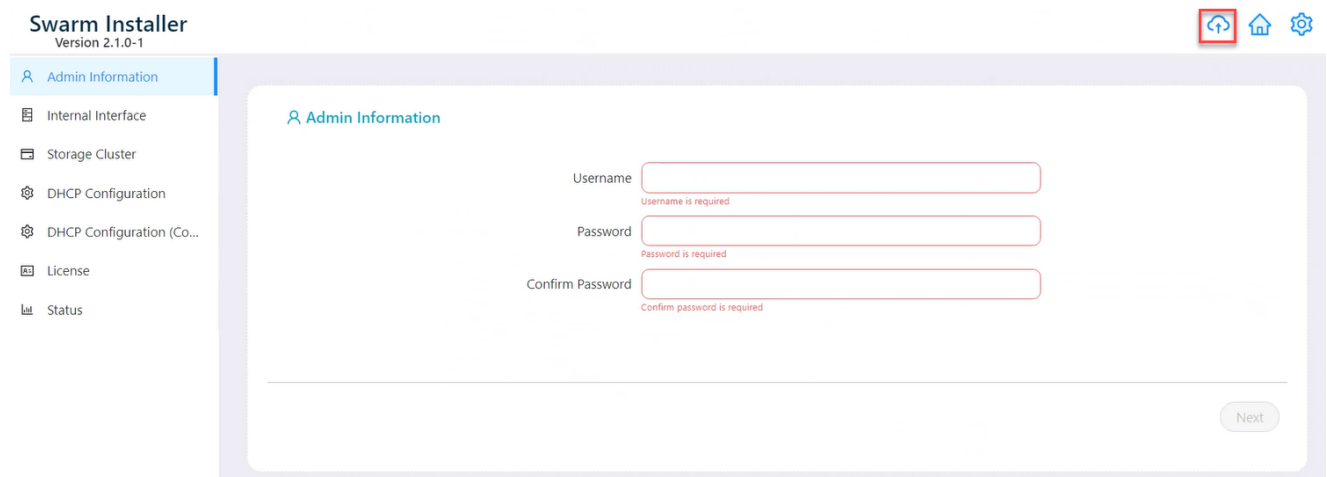 Swarm Installer
Version 2.1.0-1
Admin Information
Internal Interface
Storage Cluster
DHCP Configuration
DHCP Configuration (Co...
License
Status
Admin Information
Username
Username is required
Password
Password is required
Confirm Password
Confirm password is required
Next